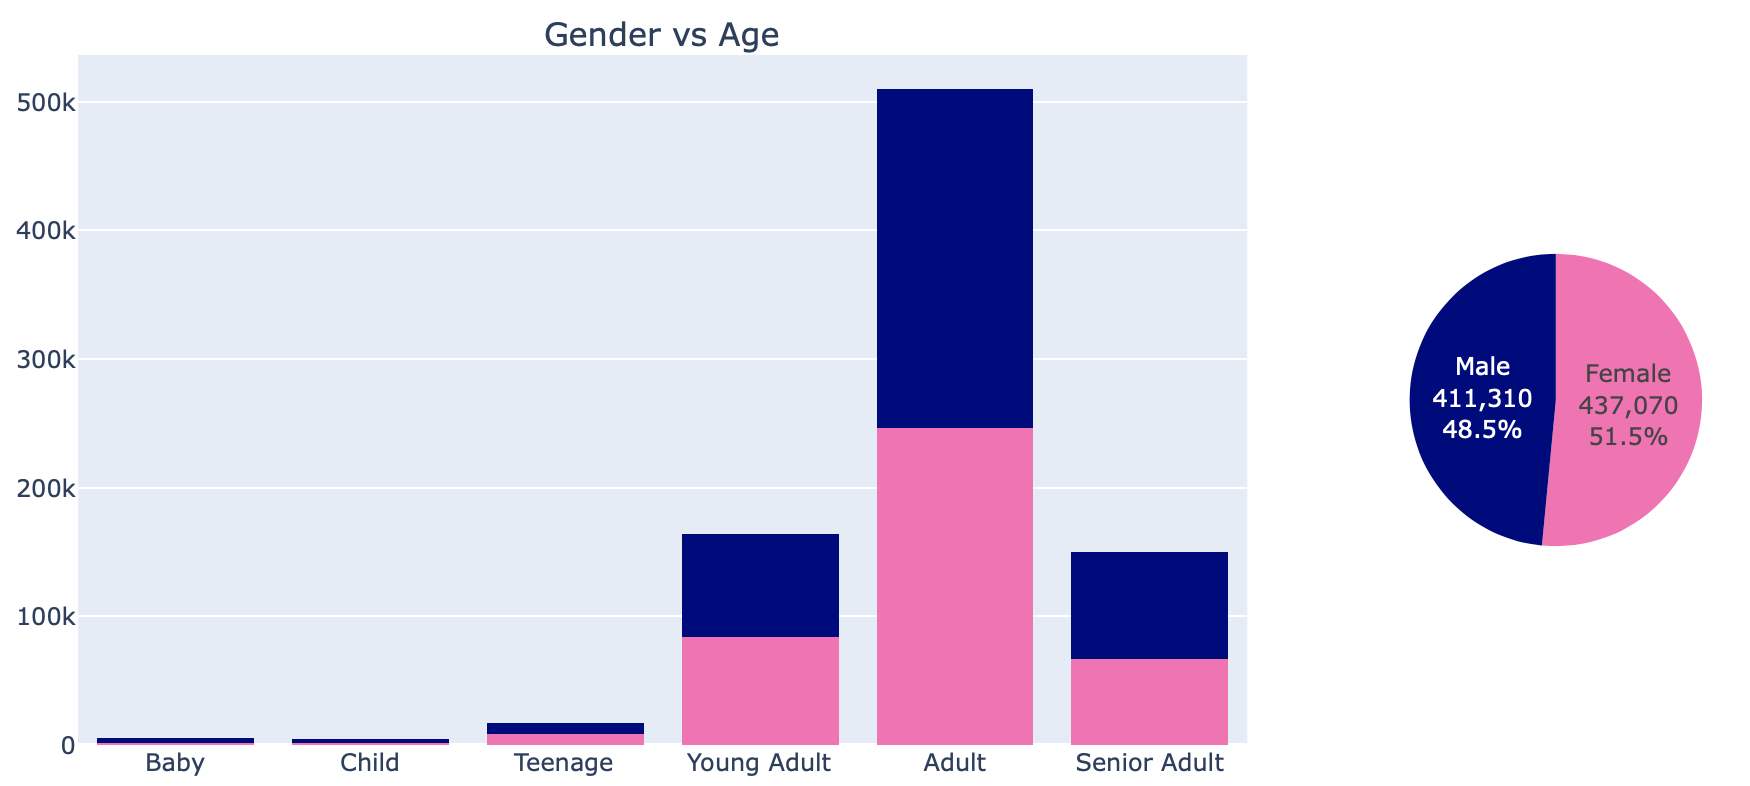 Gender vs Age
500k
400k
300k
200k
100k
0
Baby
Child
Teenage
Young Adult
Adult
Senior Adult
Male
411,310
48.5%
Female
437,070
51.5%